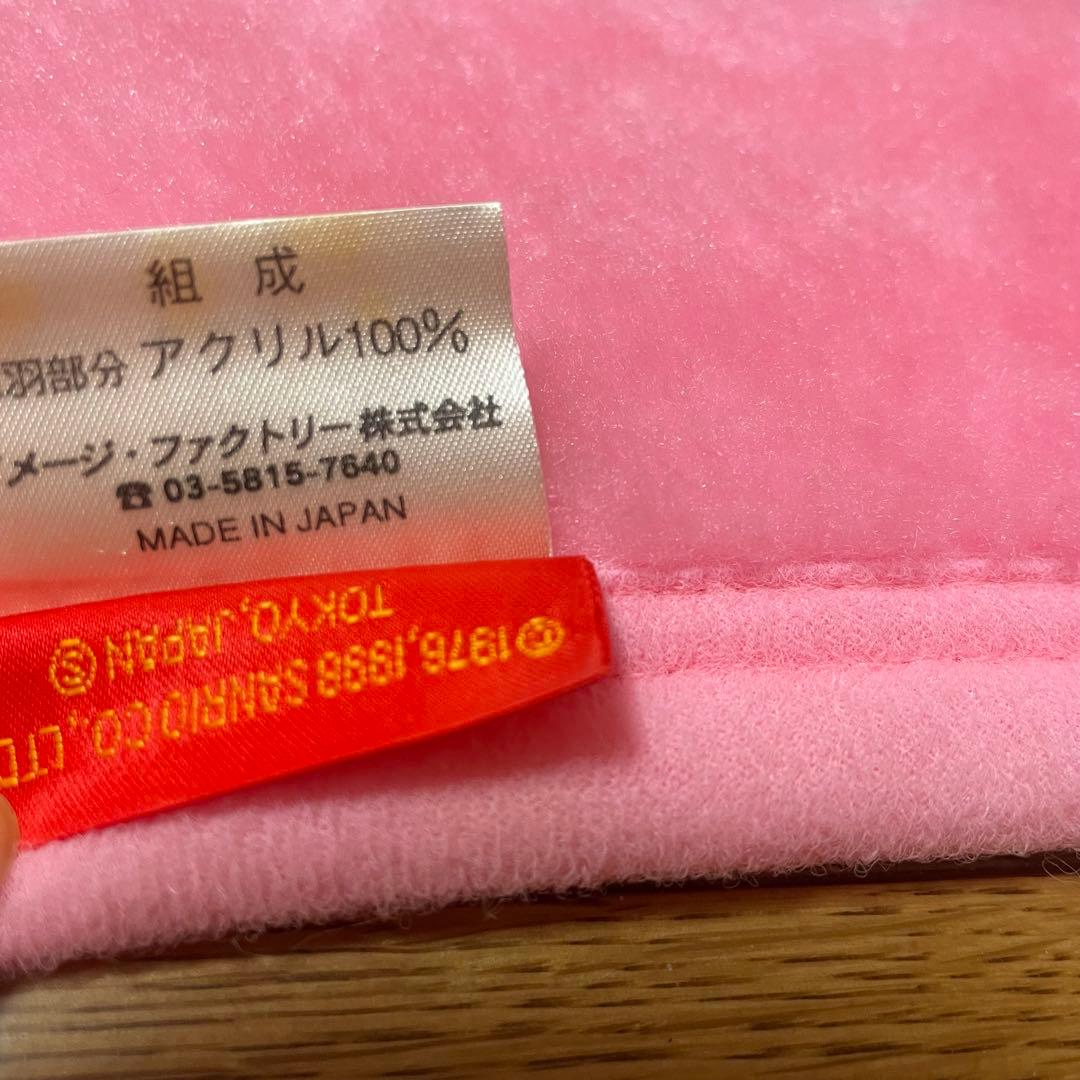 組 成
羽部分 アクリル100%
メージ・ファクトリー株式会社
☎ 03-5815-7640
MADE IN JAPAN
©1976,1998 SANRIO CO., LTD
TOKYO, JAPAN Ⓢ